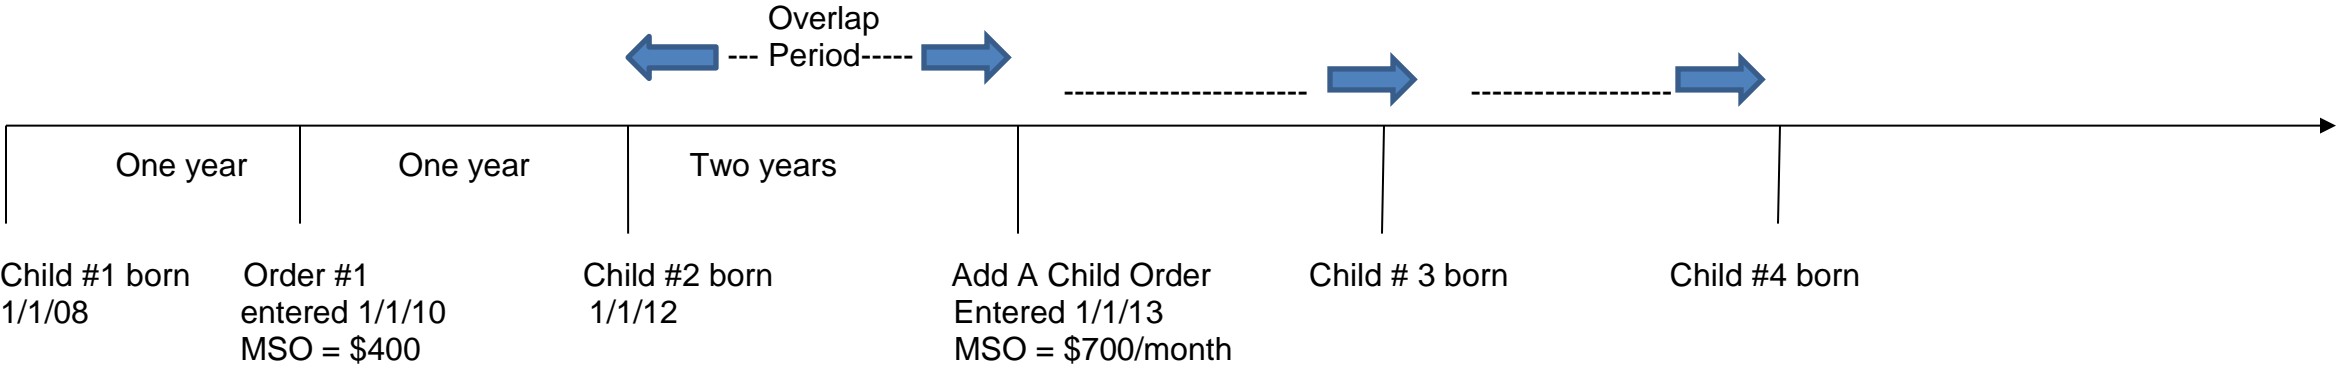 Overlap
--- Period-----
----------------------- -------------------
One year One year Two years
Child #1 born Order #1 Child #2 born Add A Child Order Child # 3 born Child #4 born
1/1/08 entered 1/1/10 1/1/12 Entered 1/1/13
MSO = $400 MSO = $700/month